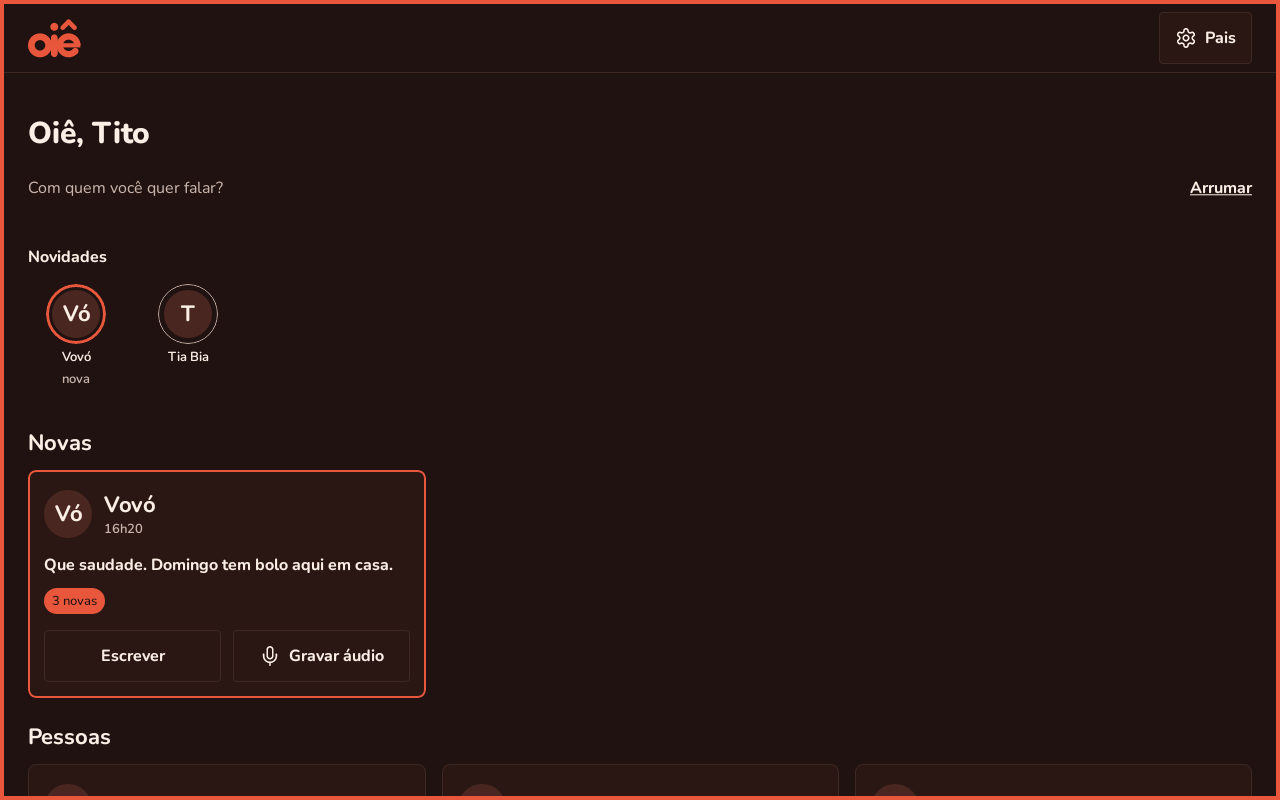 oiê
Pais
Oiê, Tito
Com quem você quer falar?
Arrumar
Novidades
Vó
T
Vovó
Tia Bia
nova
Novas
Vó
Vovó
16h20
Que saudade. Domingo tem bolo aqui em casa.
3 novas
Escrever
Gravar áudio
Pessoas